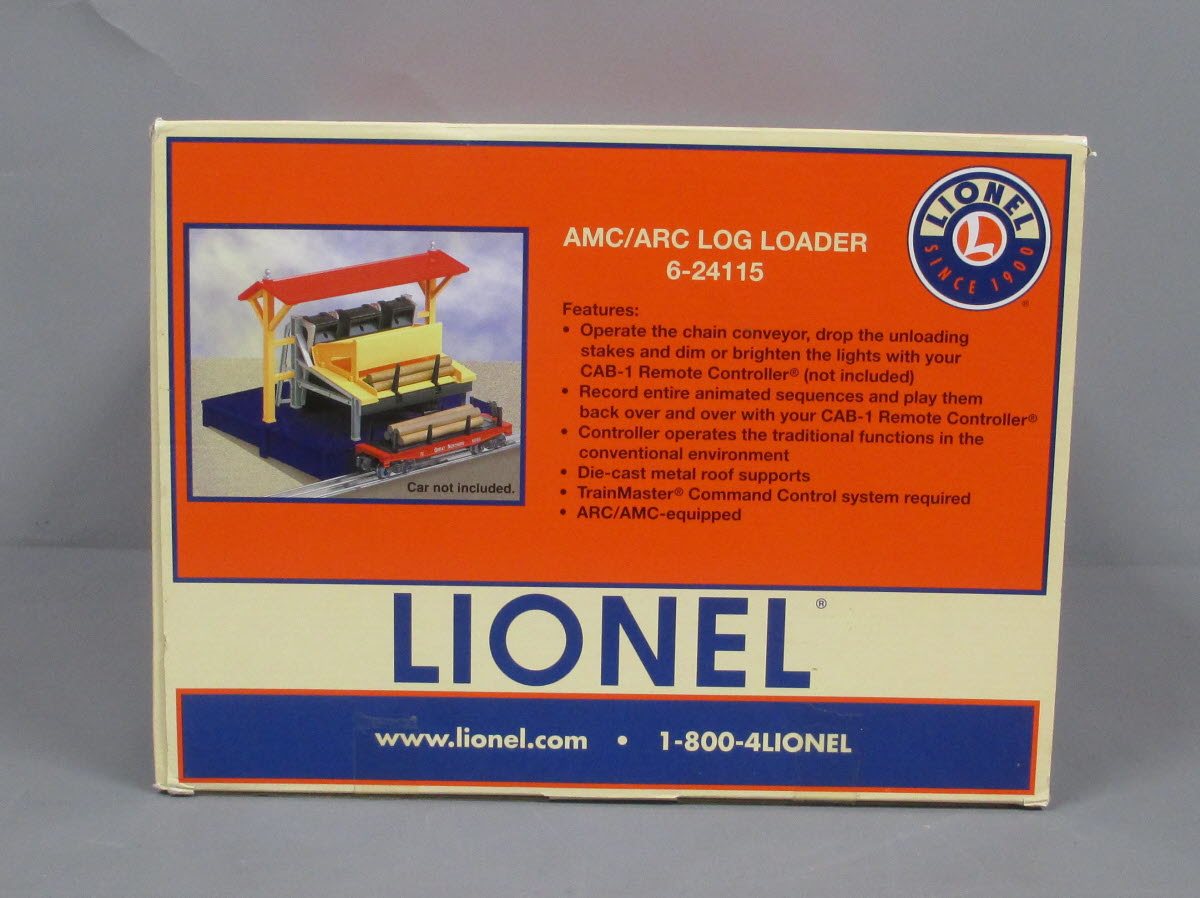 LIONEL
L
SINCE 1900
®
AMC/ARC LOG LOADER
6-24115
Features:
• Operate the chain conveyor, drop the unloading
stakes and dim or brighten the lights with your
CAB-1 Remote Controller® (not included)
• Record entire animated sequences and play them
back over and over with your CAB-1 Remote Controller®
• Controller operates the traditional functions in the
conventional environment
• Die-cast metal roof supports
• TrainMaster® Command Control system required
• ARC/AMC-equipped
Great Northern
Car not included.
LIONEL®
www.lionel.com • 1-800-4LIONEL